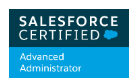 SALESFORCE
CERTIFIED
Advanced
Administrator